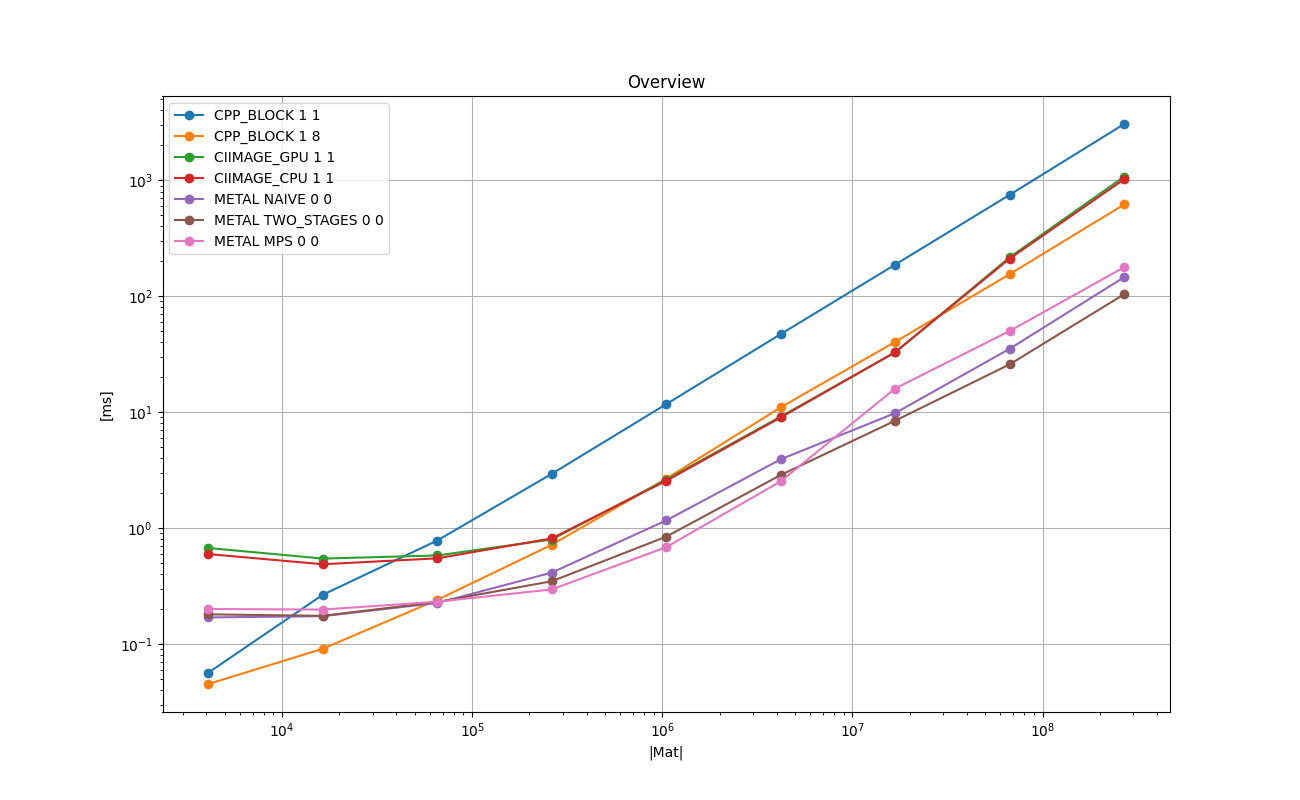 Overview
CPP_BLOCK 1 1
CPP_BLOCK 1 8
CIIMAGE_GPU 1 1
CIIMAGE_CPU 1 1
METAL NAIVE 0 0
METAL TWO_STAGES 0 0
METAL MPS 0 0
10³
10²
[ms]
10¹
10⁰
10⁻¹
10⁴ 10⁵ 10⁶ 10⁷ 10⁸
|Mat|